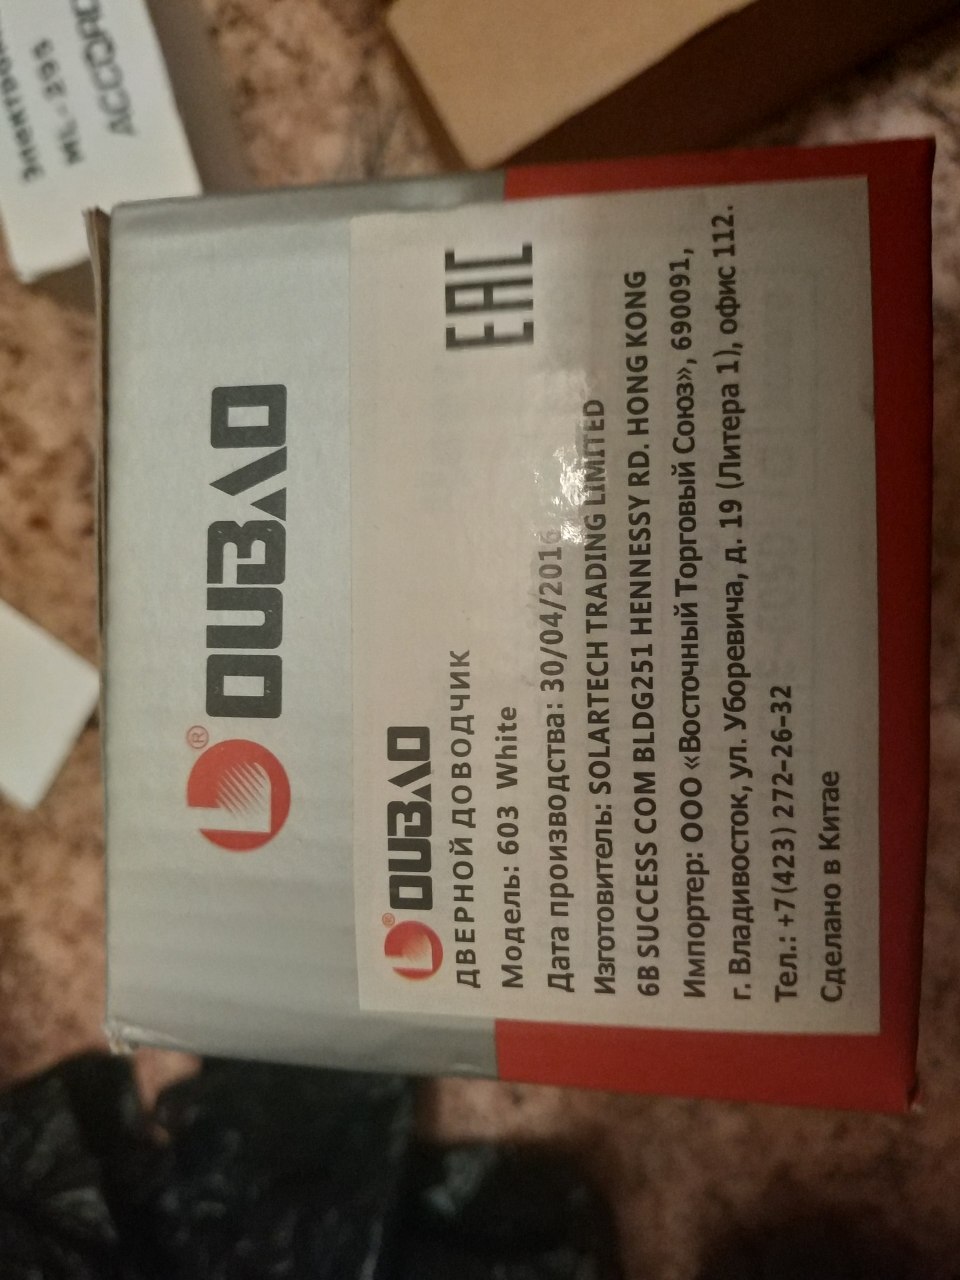 OUBAO
OUBAO
ДВЕРНОЙ ДОВОДЧИК
Модель: 603 White
Дата производства: 30/04/2016
Изготовитель: SOLARTECH TRADING LIMITED
6B SUCCESS COM BLDG251 HENNESSY RD. HONG KONG
Импортер: ООО «Восточный Торговый Союз», 690091,
г. Владивосток, ул. Уборевича, д. 19 (Литера 1), офис 112.
Тел.: +7(423) 272-26-32
Сделано в Китае
EAC
ML-295